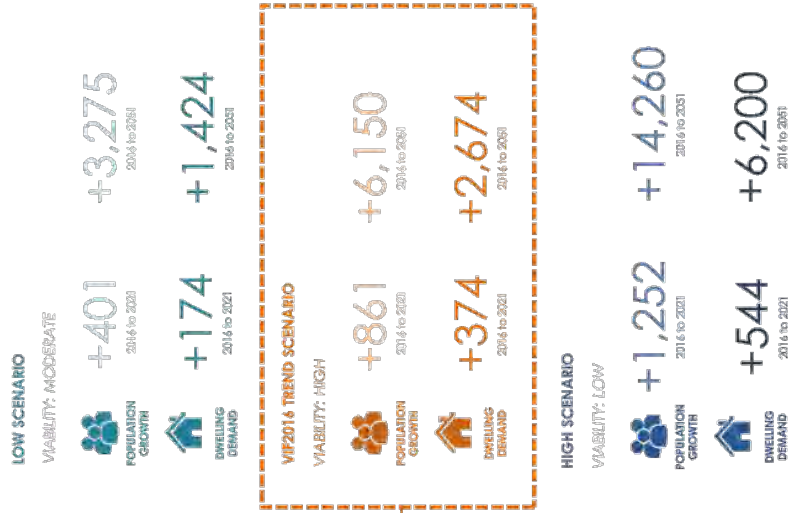 LOW SCENARIO
VIABILITY: MODERATE
POPULATION
GROWTH
+401
2016 to 2021
+3,275
2016 to 2051
DWELLING
DEMAND
+174
2016 to 2021
+1,424
2016 to 2051
VIF2016 TREND SCENARIO
VIABILITY: HIGH
POPULATION
GROWTH
+861
2016 to 2021
+6,150
2016 to 2051
DWELLING
DEMAND
+374
2016 to 2021
+2,674
2016 to 2051
HIGH SCENARIO
VIABILITY: LOW
POPULATION
GROWTH
+1,252
2016 to 2021
+14,260
2016 to 2051
DWELLING
DEMAND
+544
2016 to 2021
+6,200
2016 to 2051